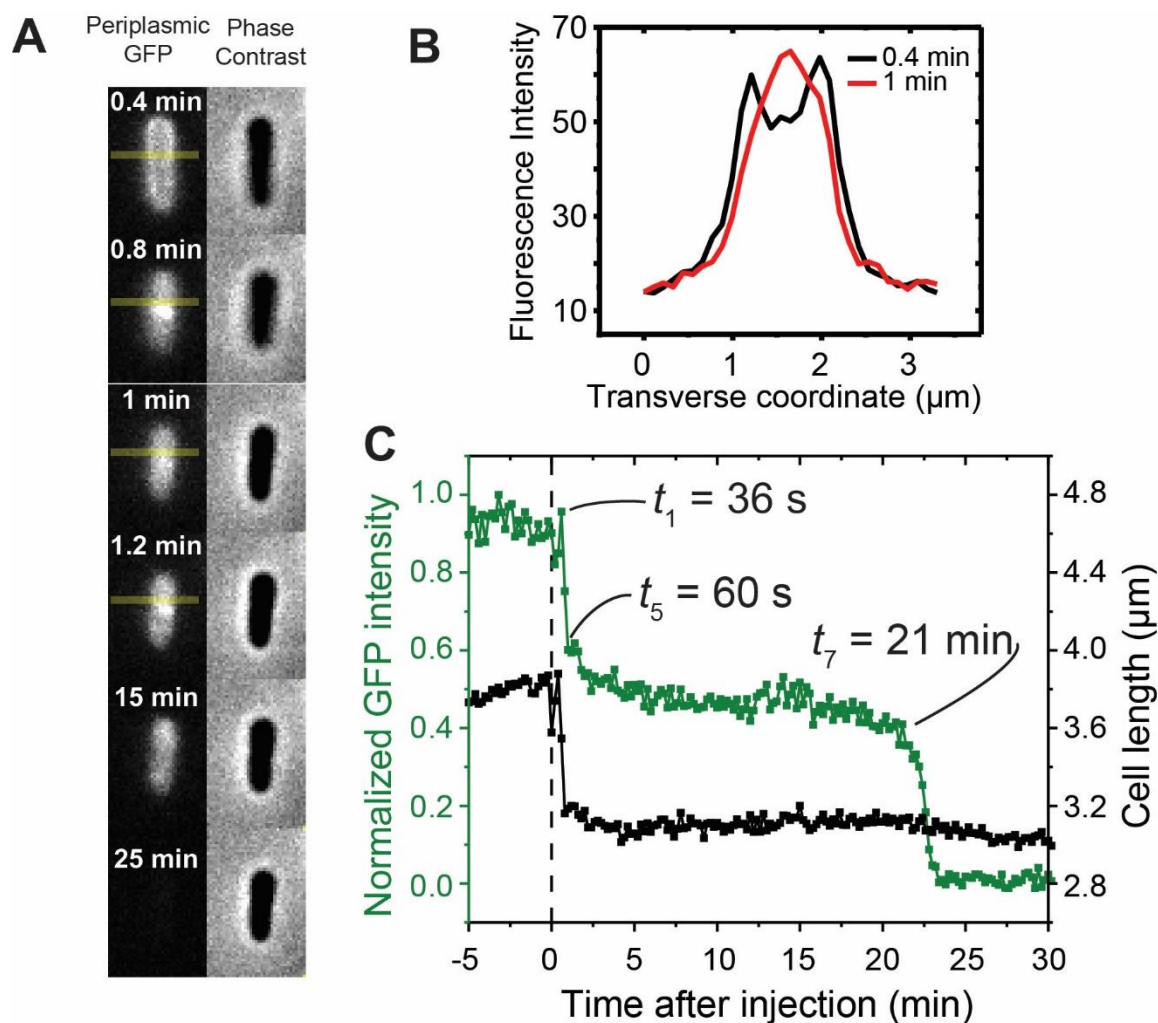 A
Periplasmic GFP
Phase Contrast
0.4 min
0.8 min
1 min
1.2 min
15 min
25 min
B
Fluorescence Intensity
70
50
30
10
0.4 min
1 min
0 1 2 3
Transverse coordinate (µm)
C
Normalized GFP intensity
1.0
0.8
0.6
0.4
0.2
0.0
t1 = 36 s
t5 = 60 s
t7 = 21 min
4.8
4.4
4.0
3.6
3.2
2.8
Cell length (µm)
-5 0 5 10 15 20 25 30
Time after injection (min)